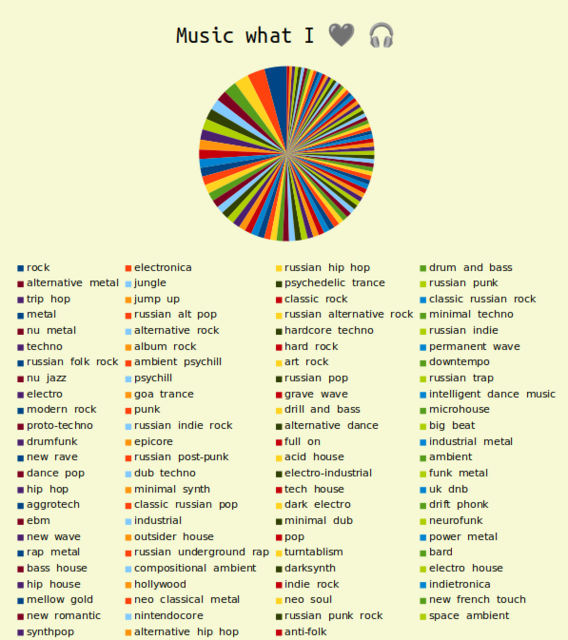 Music what I 🖤 🎧
rock electronica russian hip hop drum and bass
alternative metal jungle psychedelic trance russian punk
trip hop jump up classic rock classic russian rock
metal russian alt pop russian alternative rock minimal techno
nu metal alternative rock hardcore techno russian indie
techno album rock hard rock permanent wave
russian folk rock ambient psychill art rock downtempo
nu jazz psychill russian pop russian trap
electro goa trance grave wave intelligent dance music
modern rock punk drill and bass microhouse
proto-techno russian indie rock alternative dance big beat
drumfunk epicore full on industrial metal
new rave russian post-punk acid house ambient
dance pop dub techno electro-industrial funk metal
hip hop minimal synth tech house uk dnb
aggrotech classic russian pop dark electro drift phonk
ebm industrial minimal dub neurofunk
new wave outsider house pop power metal
rap metal russian underground rap turntablism bard
bass house compositional ambient darksynth electro house
hip house hollywood indie rock indietronica
mellow gold neo classical metal neo soul new french touch
new romantic nintendocore russian punk rock space ambient
synthpop alternative hip hop anti-folk